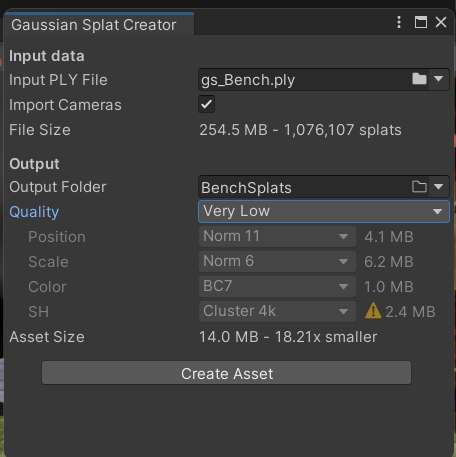 Gaussian Splat Creator
Input data
Input PLY File gs_Bench.ply
Import Cameras
File Size 254.5 MB - 1,076,107 splats
Output
Output Folder BenchSplats
Quality Very Low
Position Norm 11 4.1 MB
Scale Norm 6 6.2 MB
Color BC7 1.0 MB
SH Cluster 4k 2.4 MB
Asset Size 14.0 MB - 18.21x smaller
Create Asset